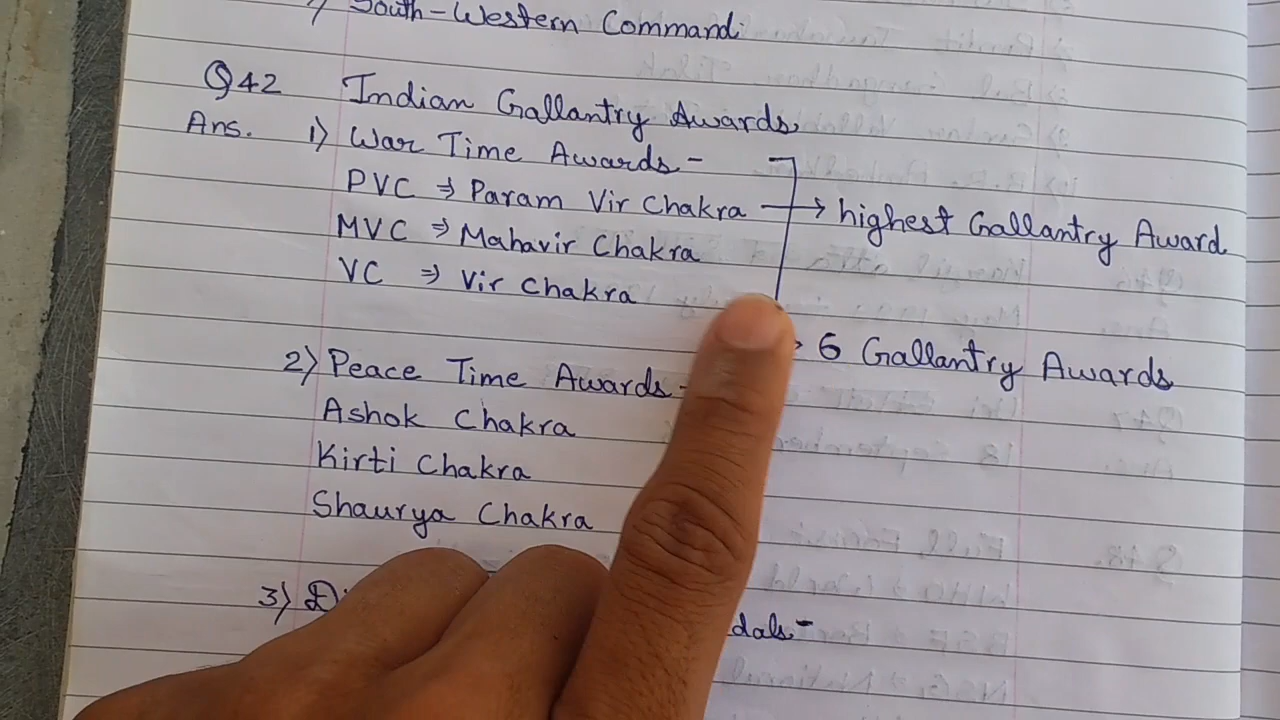 South-Western Command
Q42 Indian Gallantry Awards
Ans. 1) War Time Awards-
PVC ⇒ Param Vir Chakra → highest Gallantry Award
MVC ⇒ Mahavir Chakra
VC ⇒ Vir Chakra
6 Gallantry Awards
2) Peace Time Awards-
Ashok Chakra
Kirti Chakra
Shaurya Chakra
3)